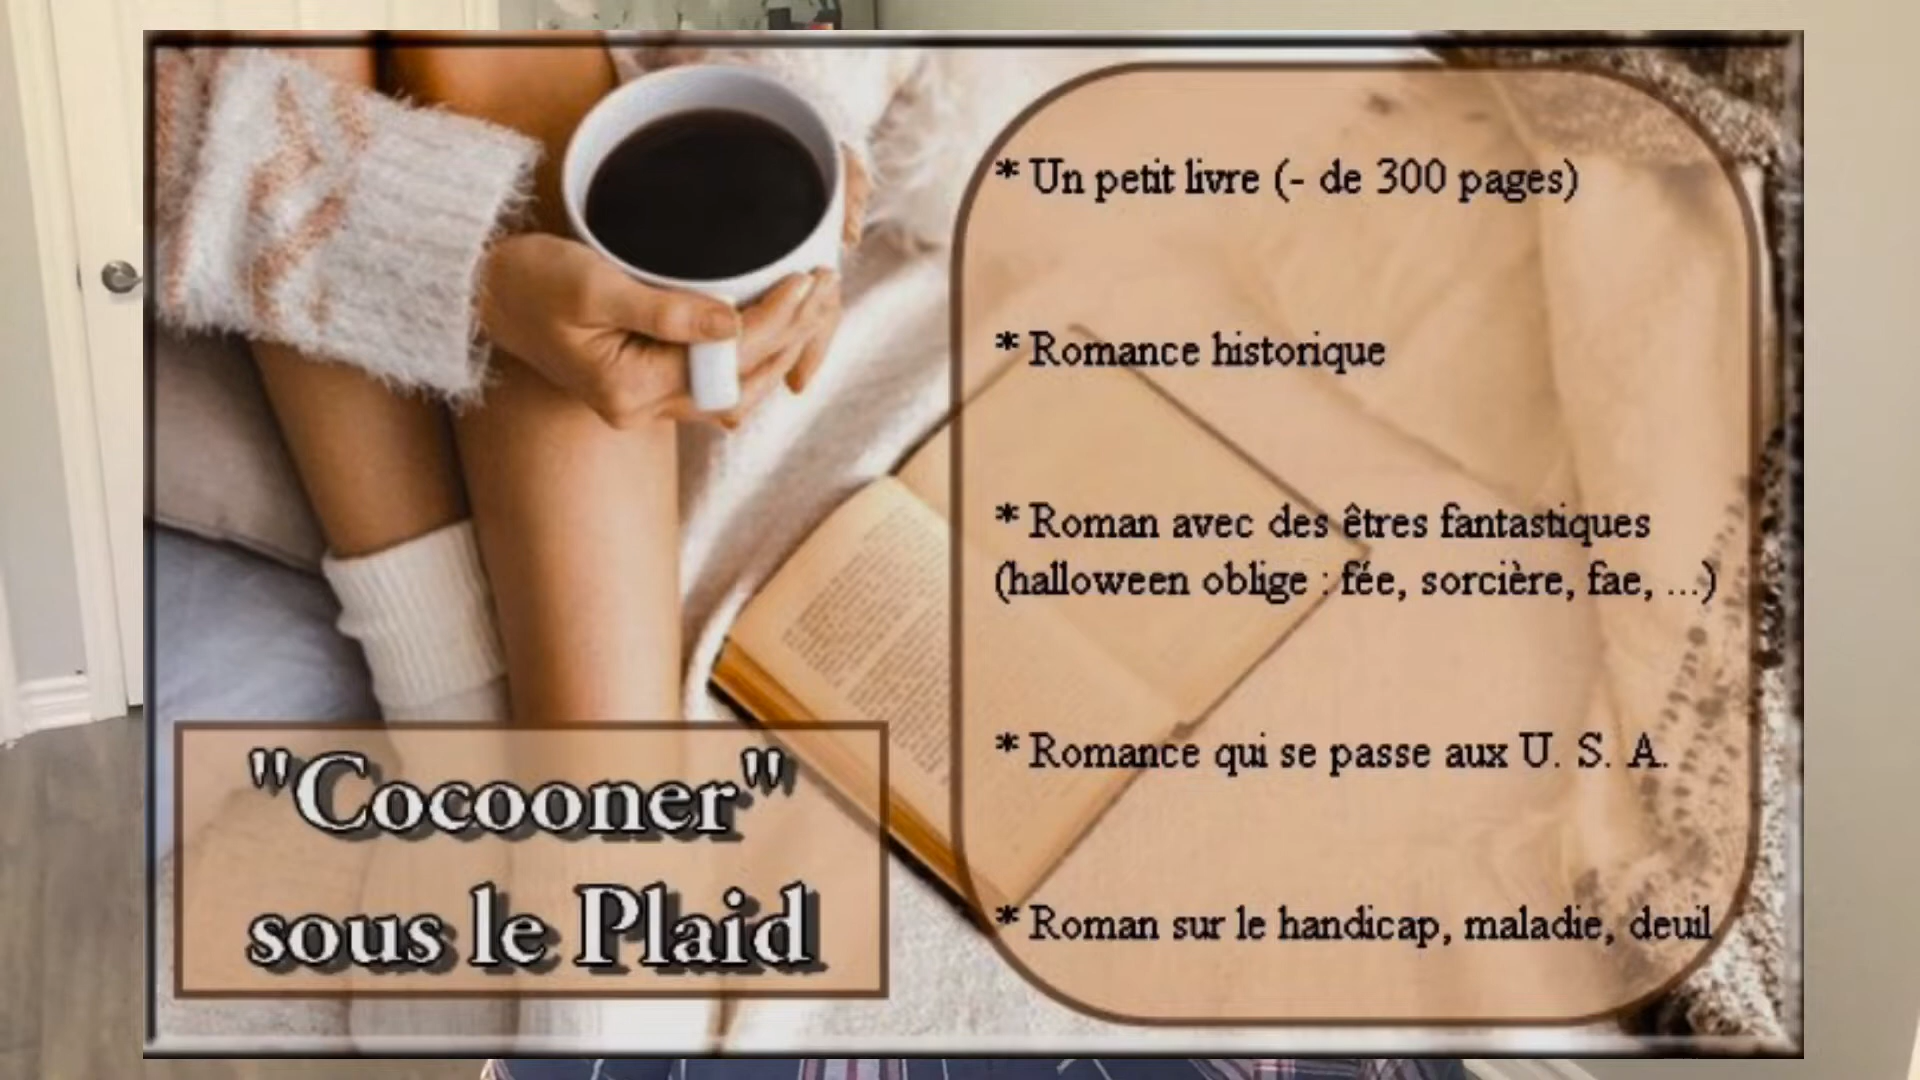 * Un petit livre (- de 300 pages)
* Romance historique
* Roman avec des êtres fantastiques
(halloween oblige : fée, sorcière, fae, ...)
* Romance qui se passe aux U. S. A.
* Roman sur le handicap, maladie, deuil
"Cocooner"
sous le Plaid